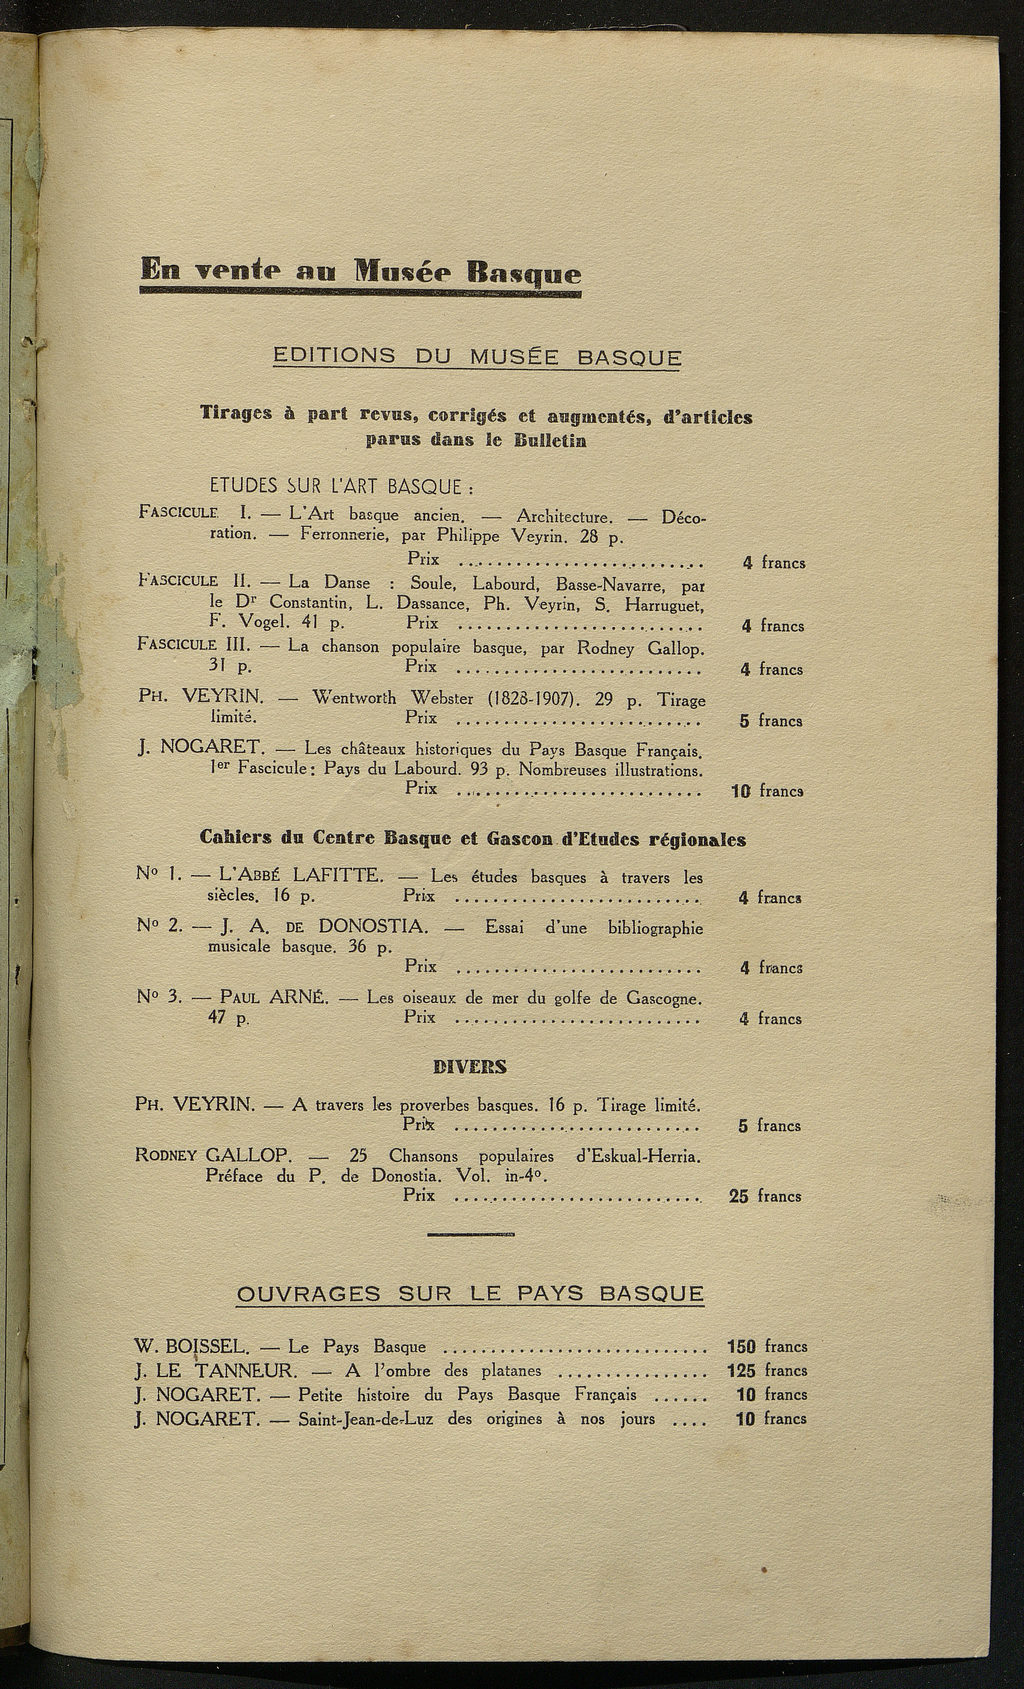 En vente au Musée Basque
EDITIONS DU MUSÉE BASQUE
Tirages à part revus, corrigés et augmentés, d'articles
parus dans le Bulletin
ETUDES SUR L'ART BASQUE :
FASCICULE I. — L'Art basque ancien. — Architecture. — Déco-
ration. — Ferronnerie, par Philippe Veyrin. 28 p.
Prix .......................... 4 francs
FASCICULE II. — La Danse : Soule, Labourd, Basse-Navarre, par
le Dr Constantin, L. Dassance, Ph. Veyrin, S. Harruguet,
F. Vogel. 41 p. Prix .......................... 4 francs
FASCICULE III. — La chanson populaire basque, par Rodney Gallop.
31 p. Prix .......................... 4 francs
PH. VEYRIN. — Wentworth Webster (1828-1907). 29 p. Tirage
limité. Prix .......................... 5 francs
J. NOGARET. — Les châteaux historiques du Pays Basque Français.
1er Fascicule : Pays du Labourd. 93 p. Nombreuses illustrations.
Prix .......................... 10 francs
Cahiers du Centre Basque et Gascon d'Etudes régionales
No 1. — L'ABBÉ LAFITTE. — Les études basques à travers les
siècles. 16 p. Prix .......................... 4 francs
No 2. — J. A. DE DONOSTIA. — Essai d'une bibliographie
musicale basque. 36 p.
Prix .......................... 4 francs
No 3. — PAUL ARNÉ. — Les oiseaux de mer du golfe de Gascogne.
47 p. Prix .......................... 4 francs
DIVERS
PH. VEYRIN. — A travers les proverbes basques. 16 p. Tirage limité.
Prix .......................... 5 francs
RODNEY GALLOP. — 25 Chansons populaires d'Eskual-Herria.
Préface du P. de Donostia. Vol. in-4o.
Prix .......................... 25 francs
OUVRAGES SUR LE PAYS BASQUE
W. BOISSEL. — Le Pays Basque ............................ 150 francs
J. LE TANNEUR. — A l'ombre des platanes ................ 125 francs
J. NOGARET. — Petite histoire du Pays Basque Français ...... 10 francs
J. NOGARET. — Saint-Jean-de-Luz des origines à nos jours .... 10 francs